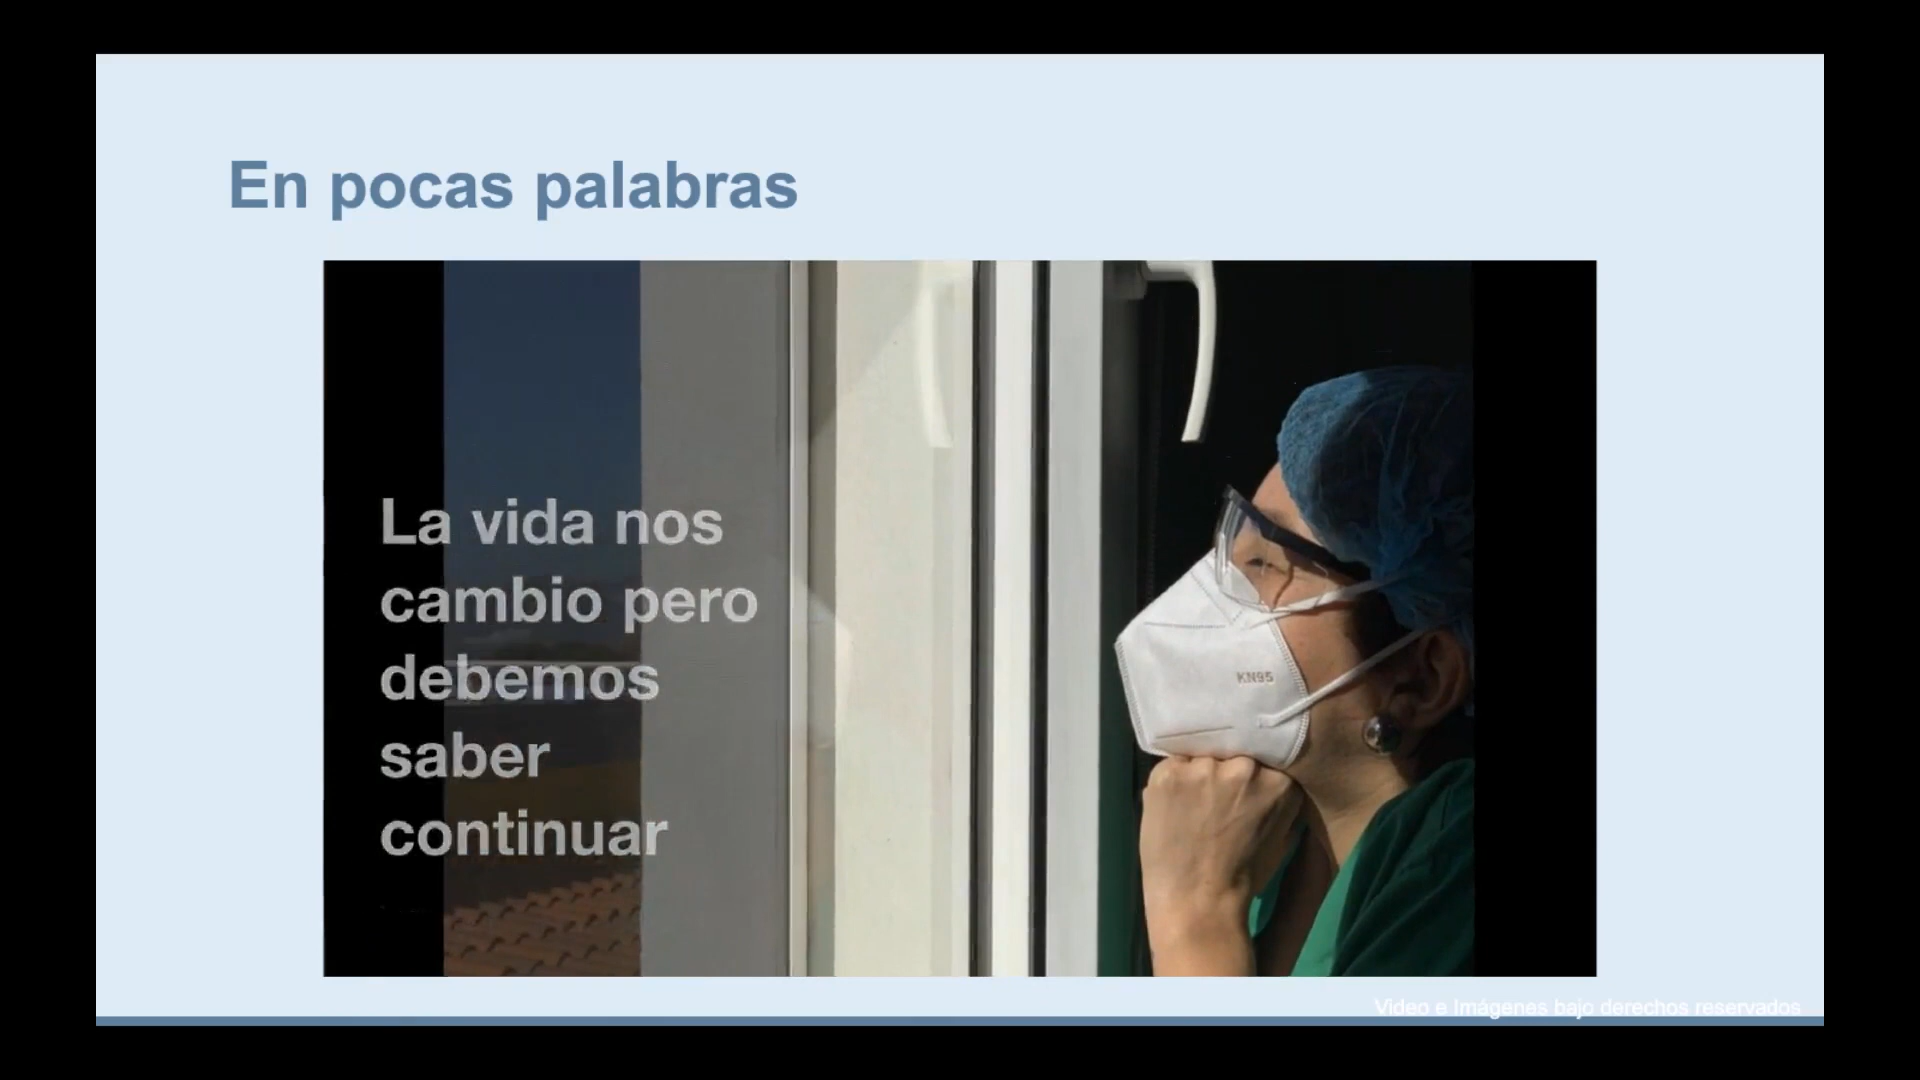 En pocas palabras
La vida nos
cambio pero
debemos
saber
continuar
KN95
Video e Imágenes bajo derechos reservados